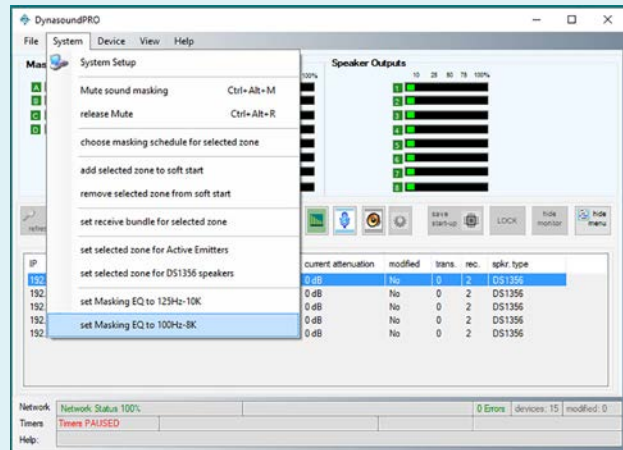 DynasoundPRO
File System Device View Help
Mas
System Setup
Mute sound masking Ctrl+Alt+M
release Mute Ctrl+Alt+R
choose masking schedule for selected zone
add selected zone to soft start
remove selected zone from soft start
set receive bundle for selected zone
set selected zone for Active Emitters
set selected zone for DS1356 speakers
set Masking EQ to 125Hz-10K
set Masking EQ to 100Hz-8K
A
B
C
D
100%
Speaker Outputs
10 25 50 75 100%
1
2
3
4
5
6
7
8
save start-up
LOCK
hide monitor
hide menu
IP current attenuation modified trans. rec. spkr. type
192. 0 dB No 0 2 DS1356
192. 0 dB No 0 2 DS1356
192. 0 dB No 0 2 DS1356
192. 0 dB No 0 2 DS1356
192. 0 dB No 0 2 DS1356
Network Network Status 100% 0 Errors devices: 15 modified: 0
Timers Timers PAUSED
Help: